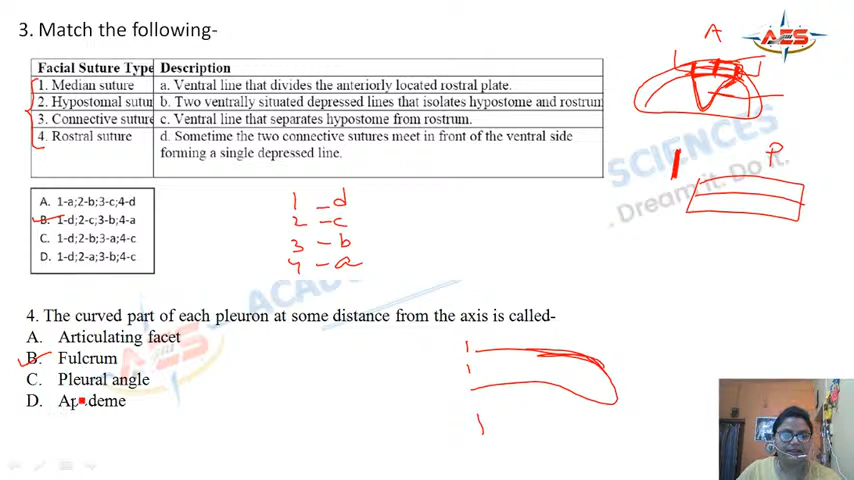 3. Match the following-
A
AES
Facial Suture Type Description
1. Median suture a. Ventral line that divides the anteriorly located rostral plate.
2. Hypostomal sutur b. Two ventrally situated depressed lines that isolates hypostome and rostrum
3. Connective suture c. Ventral line that separates hypostome from rostrum.
4. Rostral suture d. Sometime the two connective sutures meet in front of the ventral side
forming a single depressed line.
SCIENCES
P
Dream it. Do it.
A. 1-a;2-b;3-c;4-d
B. 1-d;2-c;3-b;4-a
C. 1-d;2-b;3-a;4-c
D. 1-d;2-a;3-b;4-c
1 - d
2 - c
3 - b
4 - a
4. The curved part of each pleuron at some distance from the axis is called-
A. Articulating facet
B. Fulcrum
C. Pleural angle
D. Ap deme